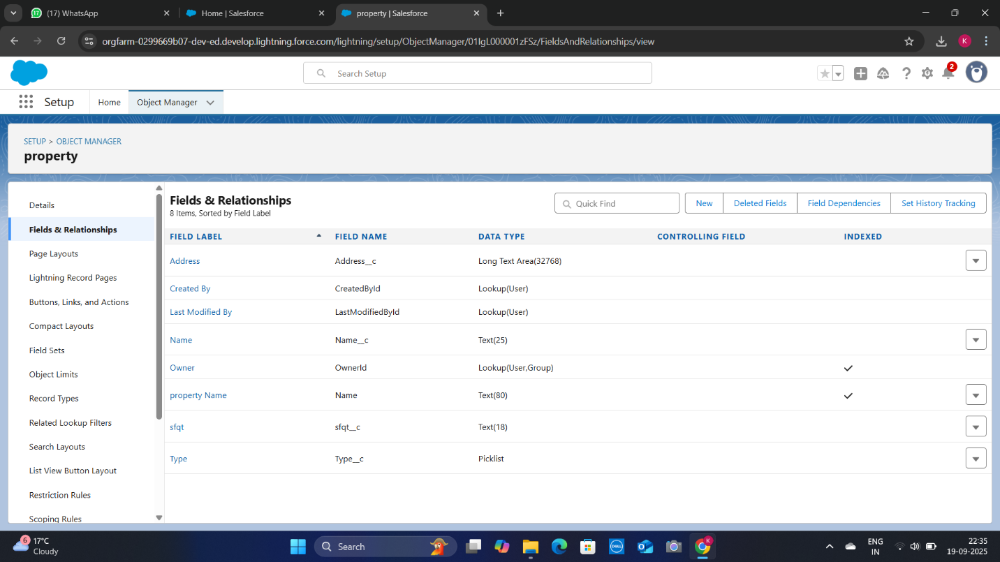 (17) WhatsApp
Home | Salesforce
property | Salesforce
orgfarm-0299669b07-dev-ed.develop.lightning.force.com/lightning/setup/ObjectManager/01IgL000001zFSz/FieldsAndRelationships/view
K
Search Setup
2
Setup
Home
Object Manager
SETUP > OBJECT MANAGER
property
Details
Fields & Relationships
Page Layouts
Lightning Record Pages
Buttons, Links, and Actions
Compact Layouts
Field Sets
Object Limits
Record Types
Related Lookup Filters
Search Layouts
List View Button Layout
Restriction Rules
Scoping Rules
Fields & Relationships
8 Items, Sorted by Field Label
Quick Find
New
Deleted Fields
Field Dependencies
Set History Tracking
FIELD LABEL FIELD NAME DATA TYPE CONTROLLING FIELD INDEXED
Address Address__c Long Text Area(32768)
Created By CreatedById Lookup(User)
Last Modified By LastModifiedById Lookup(User)
Name Name__c Text(25)
Owner OwnerId Lookup(User,Group)
property Name Name Text(80)
sfqt sfqt__c Text(18)
Type Type__c Picklist
6
17°C
Cloudy
Search
DELL
K
ENG
IN
22:35
19-09-2025